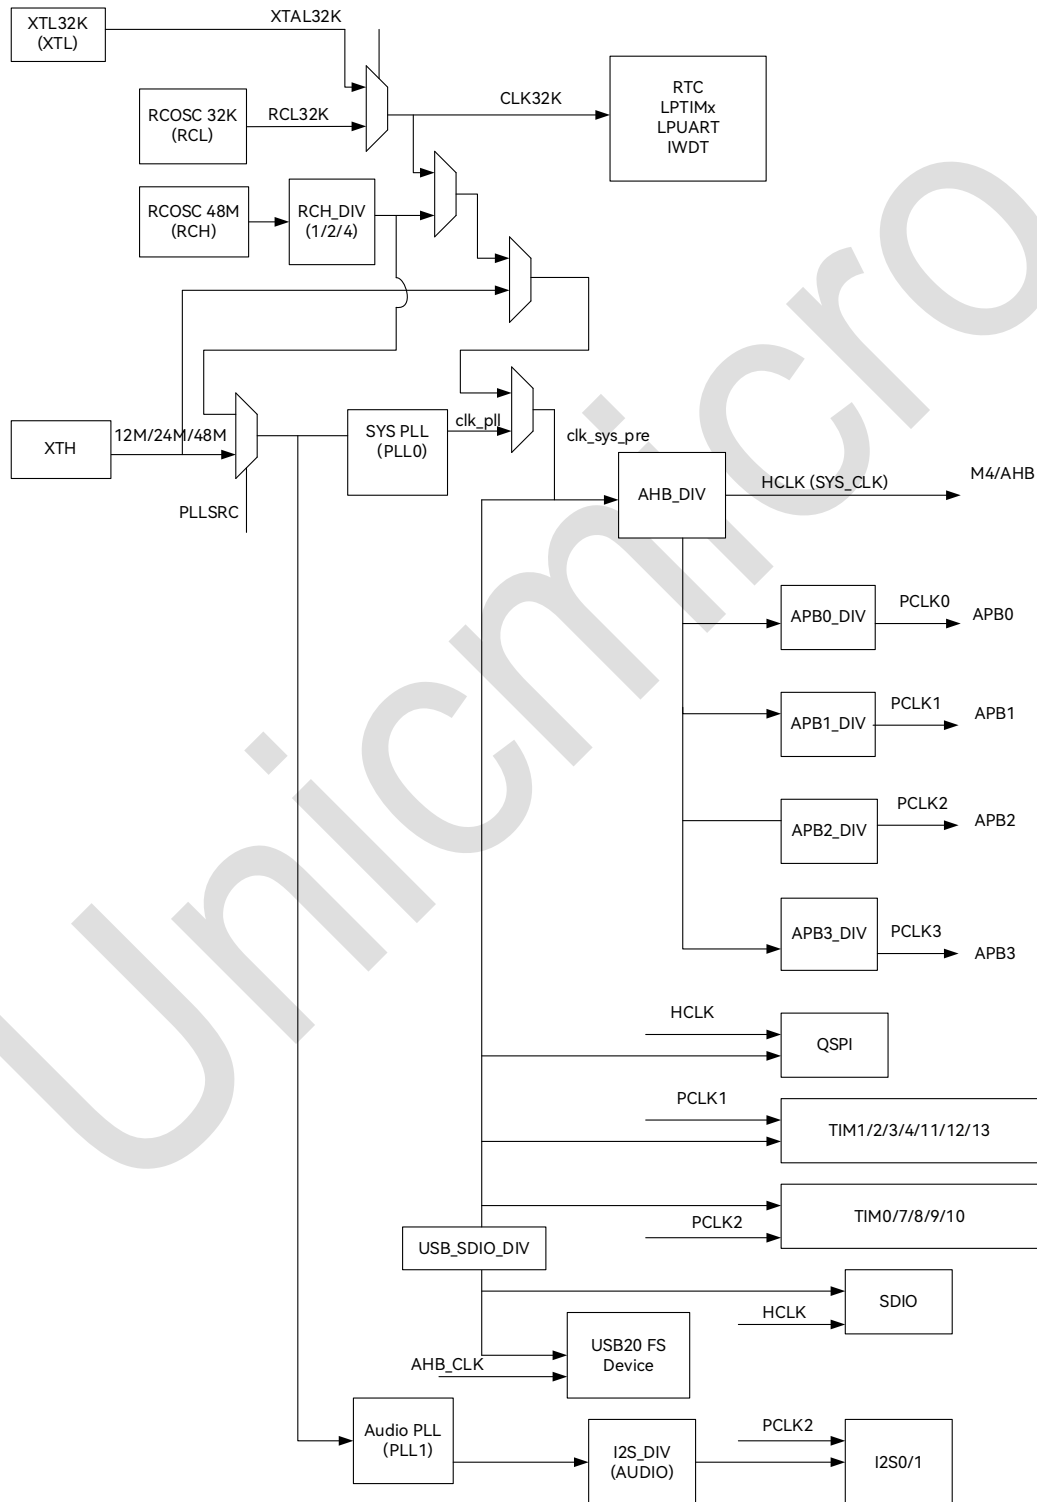 XTL32K
(XTL)
XTAL32K
RCOSC 32K
(RCL)
RCL32K
CLK32K
RTC
LPTIMx
LPUART
IWDT
RCOSC 48M
(RCH)
RCH_DIV
(1/2/4)
XTH
12M/24M/48M
PLLSRC
SYS PLL
(PLL0)
clk_pll
clk_sys_pre
AHB_DIV
HCLK (SYS_CLK)
M4/AHB
APB0_DIV
PCLK0
APB0
APB1_DIV
PCLK1
APB1
APB2_DIV
PCLK2
APB2
APB3_DIV
PCLK3
APB3
HCLK
QSPI
PCLK1
TIM1/2/3/4/11/12/13
PCLK2
TIM0/7/8/9/10
USB_SDIO_DIV
HCLK
SDIO
AHB_CLK
USB20 FS
Device
Audio PLL
(PLL1)
I2S_DIV
(AUDIO)
PCLK2
I2S0/1
Unicmicro